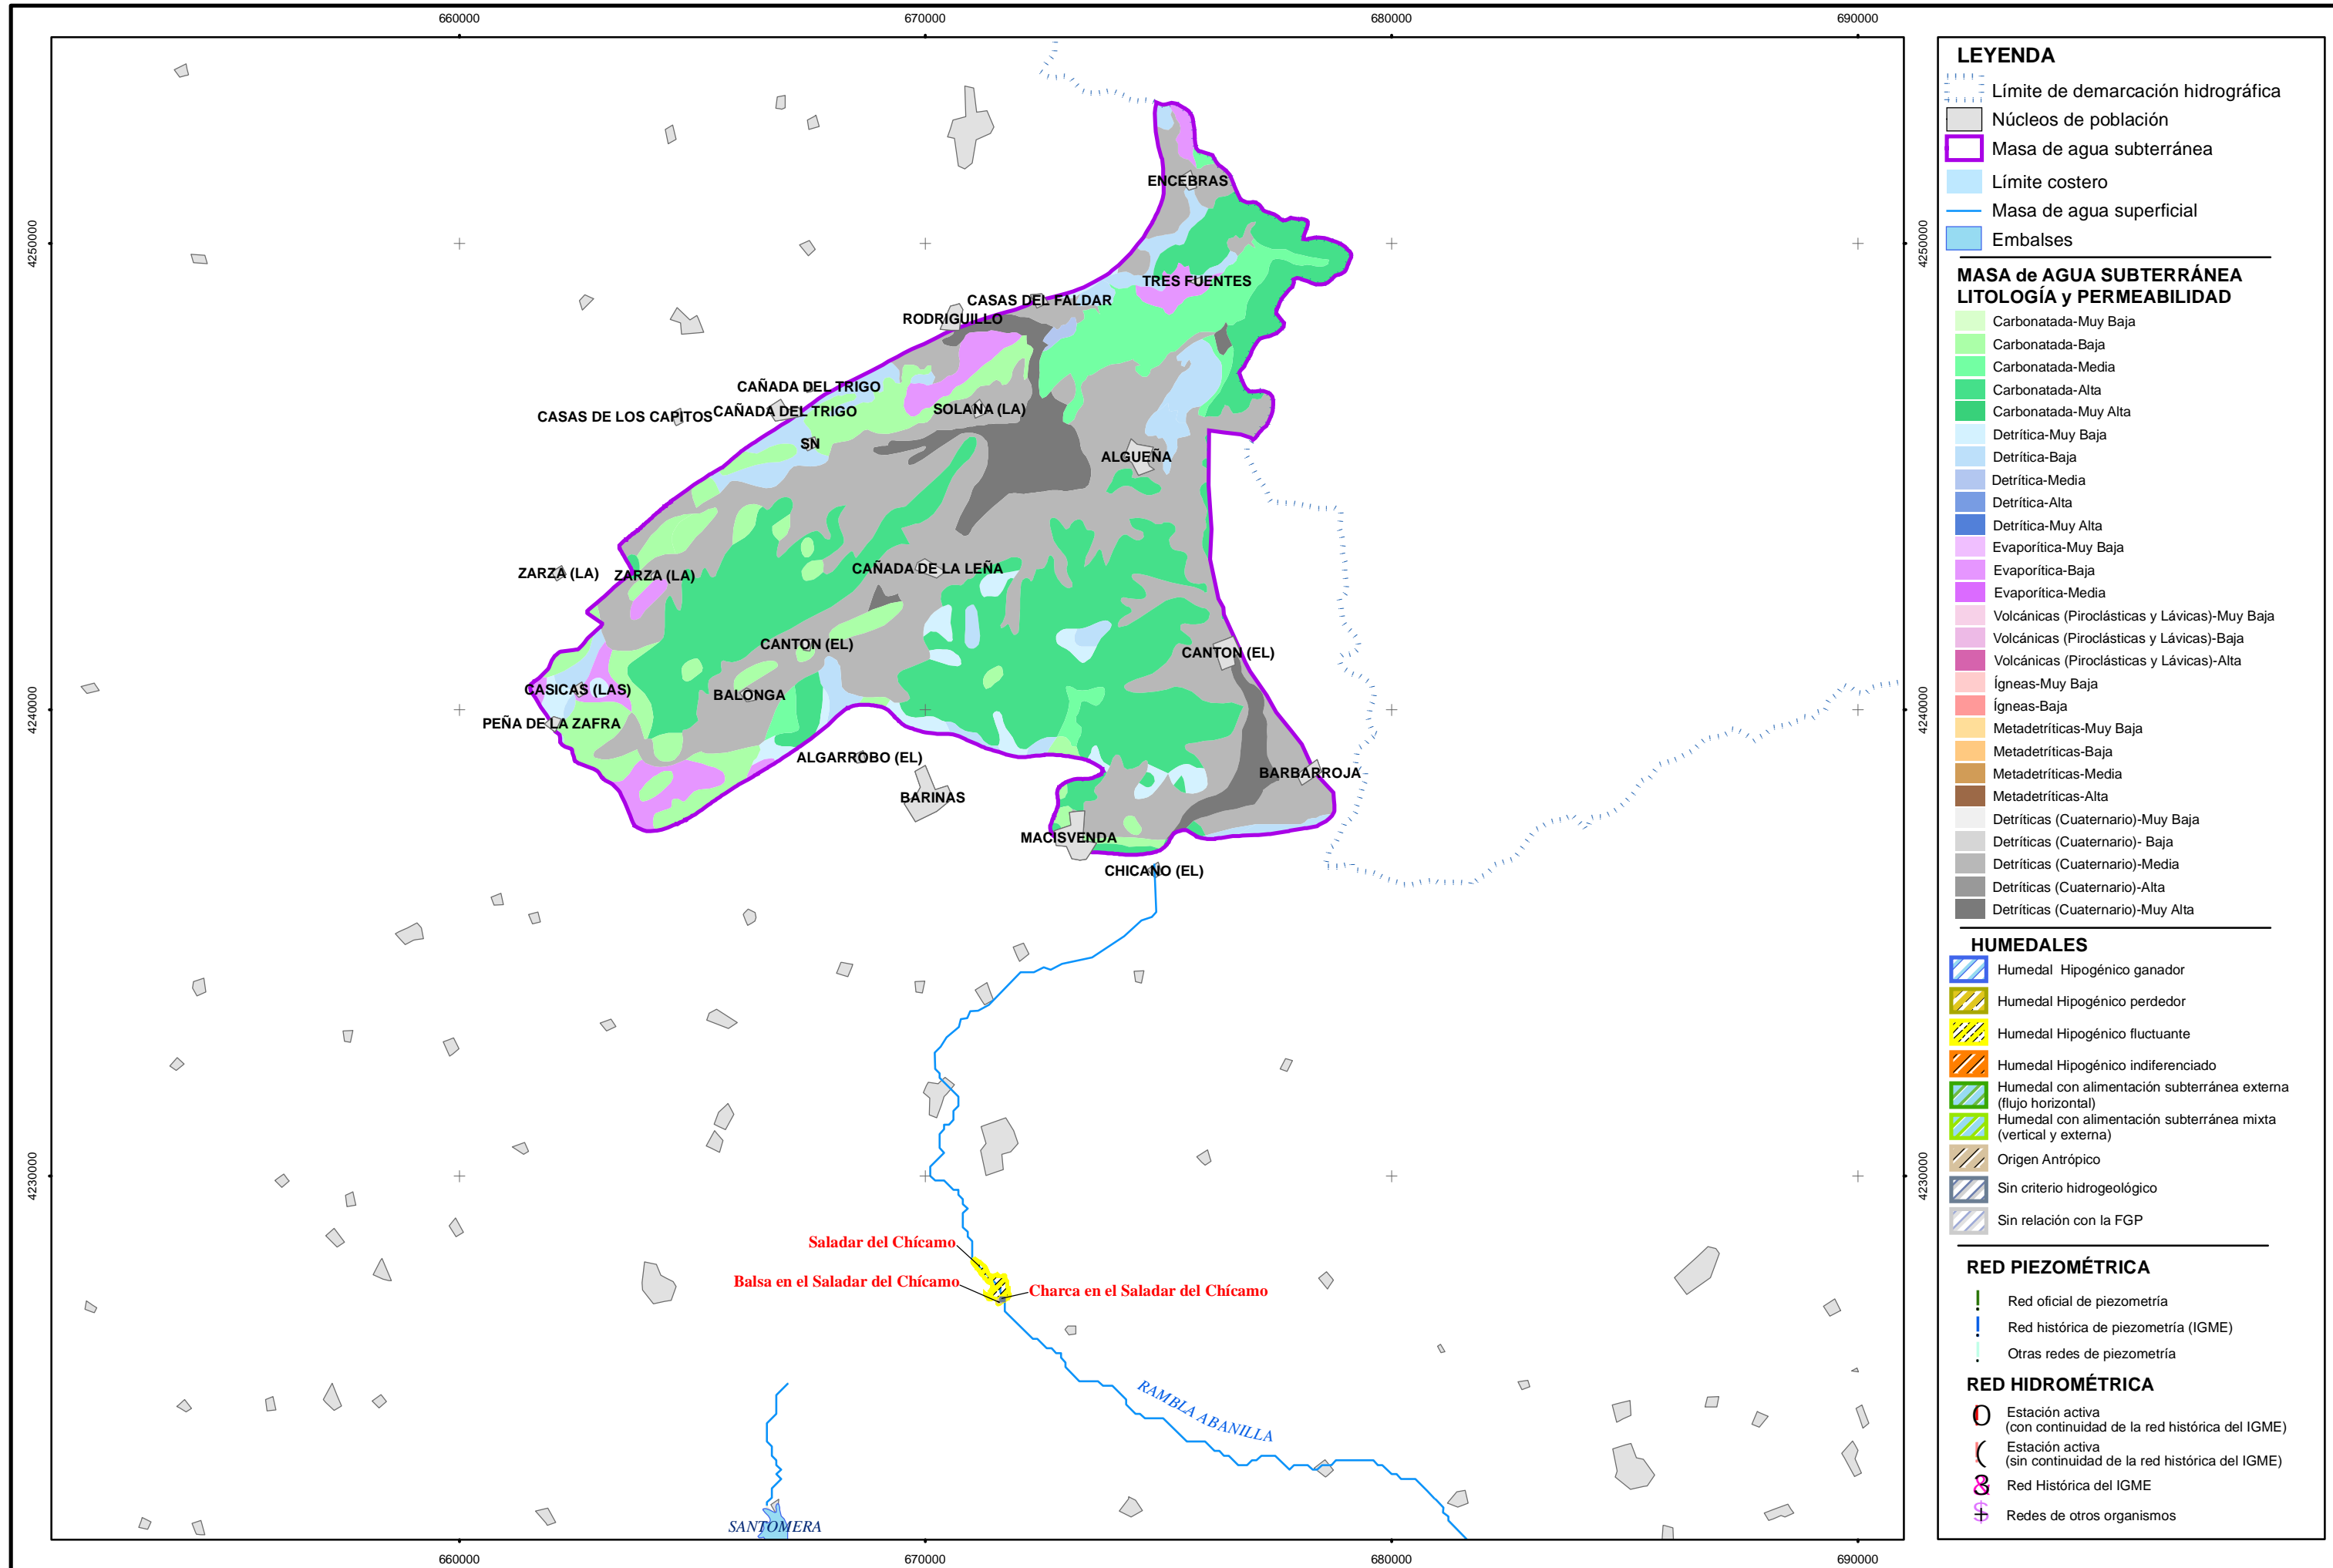 660000
670000
680000
690000
4250000
4240000
4230000
4250000
4240000
4230000
ENCEBRAS
TRES FUENTES
CASAS DEL FALDAR
RODRIGUILLO
CAÑADA DEL TRIGO
CASAS DE LOS CAPITOS
CAÑADA DEL TRIGO
SOLANA (LA)
SN
ALGUEÑA
ZARZA (LA)
ZARZA (LA)
CAÑADA DE LA LEÑA
CANTON (EL)
CANTON (EL)
CASICAS (LAS)
BALONGA
PEÑA DE LA ZAFRA
ALGARROBO (EL)
BARBARROJA
BARINAS
MACISVENDA
CHICANO (EL)
Saladar del Chícamo
Balsa en el Saladar del Chícamo
Charca en el Saladar del Chícamo
RAMBLA ABANILLA
SANTOMERA
660000
670000
680000
690000
LEYENDA
Límite de demarcación hidrográfica
Núcleos de población
Masa de agua subterránea
Límite costero
Masa de agua superficial
Embalses
MASA de AGUA SUBTERRÁNEA
LITOLOGÍA y PERMEABILIDAD
Carbonatada-Muy Baja
Carbonatada-Baja
Carbonatada-Media
Carbonatada-Alta
Carbonatada-Muy Alta
Detrítica-Muy Baja
Detrítica-Baja
Detrítica-Media
Detrítica-Alta
Detrítica-Muy Alta
Evaporítica-Muy Baja
Evaporítica-Baja
Evaporítica-Media
Volcánicas (Piroclásticas y Lávicas)-Muy Baja
Volcánicas (Piroclásticas y Lávicas)-Baja
Volcánicas (Piroclásticas y Lávicas)-Alta
Ígneas-Muy Baja
Ígneas-Baja
Metadetríticas-Muy Baja
Metadetríticas-Baja
Metadetríticas-Media
Metadetríticas-Alta
Detríticas (Cuaternario)-Muy Baja
Detríticas (Cuaternario)- Baja
Detríticas (Cuaternario)-Media
Detríticas (Cuaternario)-Alta
Detríticas (Cuaternario)-Muy Alta
HUMEDALES
Humedal Hipogénico ganador
Humedal Hipogénico perdedor
Humedal Hipogénico fluctuante
Humedal Hipogénico indiferenciado
Humedal con alimentación subterránea externa
(flujo horizontal)
Humedal con alimentación subterránea mixta
(vertical y externa)
Origen Antrópico
Sin criterio hidrogeológico
Sin relación con la FGP
RED PIEZOMÉTRICA
! Red oficial de piezometría
! Red histórica de piezometría (IGME)
! Otras redes de piezometría
RED HIDROMÉTRICA
Estación activa
(con continuidad de la red histórica del IGME)
Estación activa
(sin continuidad de la red histórica del IGME)
Red Histórica del IGME
Redes de otros organismos